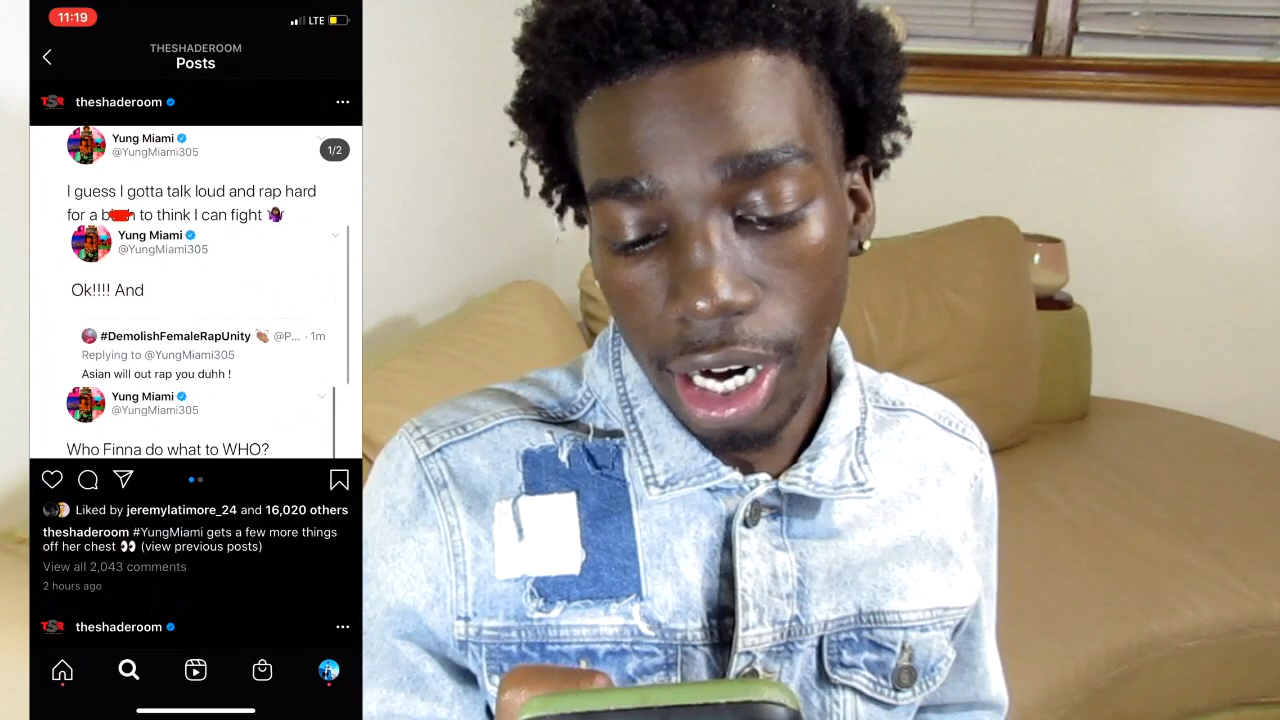 11:19
LTE
THESHADEROOM
Posts
TSR theshaderoom
Yung Miami
@YungMiami305
1/2
I guess I gotta talk loud and rap hard
for a b n to think I can fight
Yung Miami
@YungMiami305
Ok!!!! And
#DemolishFemaleRapUnity @P... · 1m
Replying to @YungMiami305
Asian will out rap you duhh !
Yung Miami
@YungMiami305
Who Finna do what to WHO?
Liked by jeremylatimore_24 and 16,020 others
theshaderoom #YungMiami gets a few more things
off her chest 👀 (view previous posts)
View all 2,043 comments
2 hours ago
TSR theshaderoom